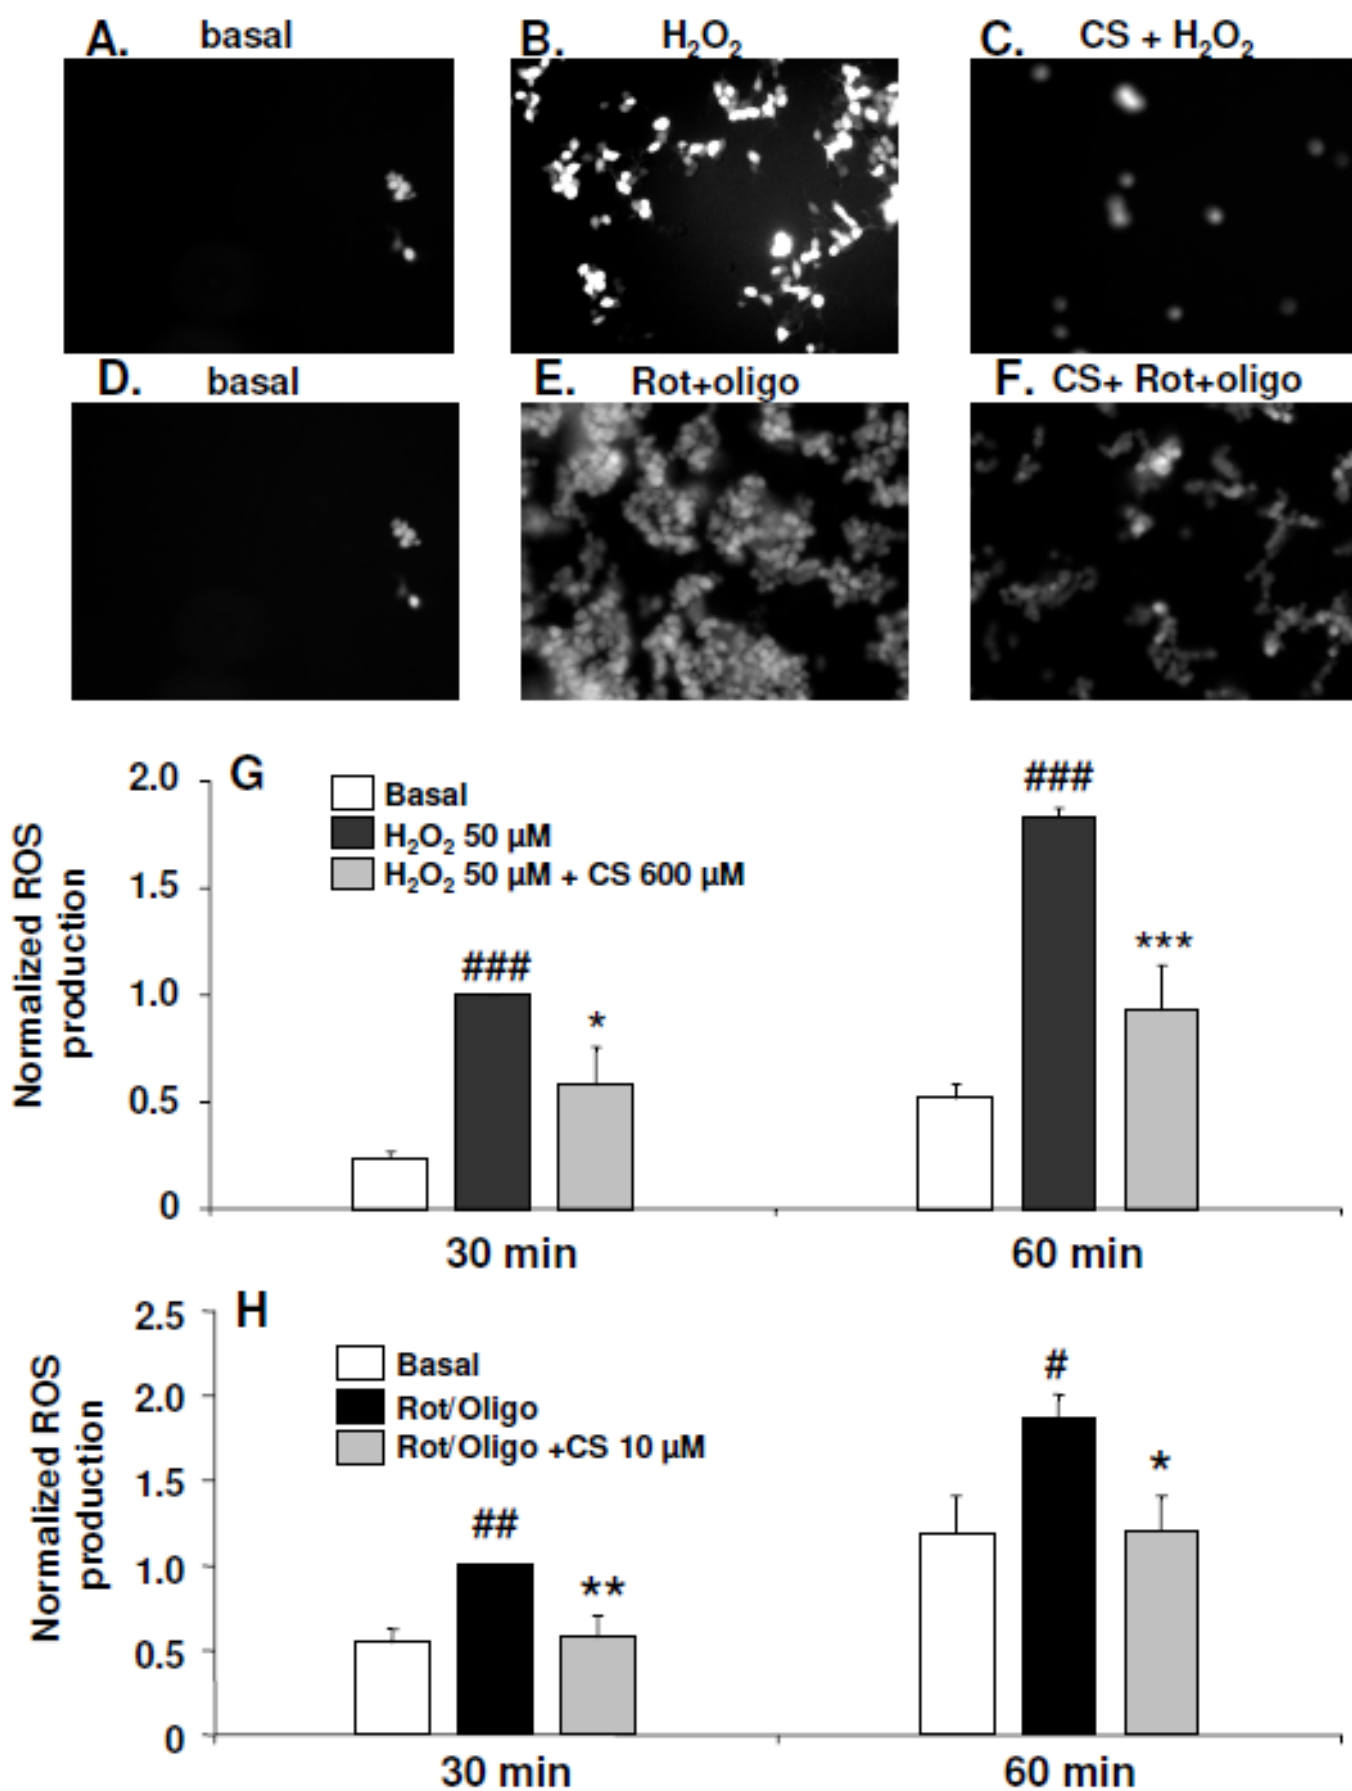 A. basal
B. H₂O₂
C. CS + H₂O₂
D. basal
E. Rot+oligo
F. CS+ Rot+oligo
G
Normalized ROS
production
2.0
1.5
1.0
0.5
0
Basal
H₂O₂ 50 µM
H₂O₂ 50 µM + CS 600 µM
###
*
###
***
30 min
60 min
H
Normalized ROS
production
2.5
2.0
1.5
1.0
0.5
0
Basal
Rot/Oligo
Rot/Oligo +CS 10 µM
##
**
#
*
30 min
60 min